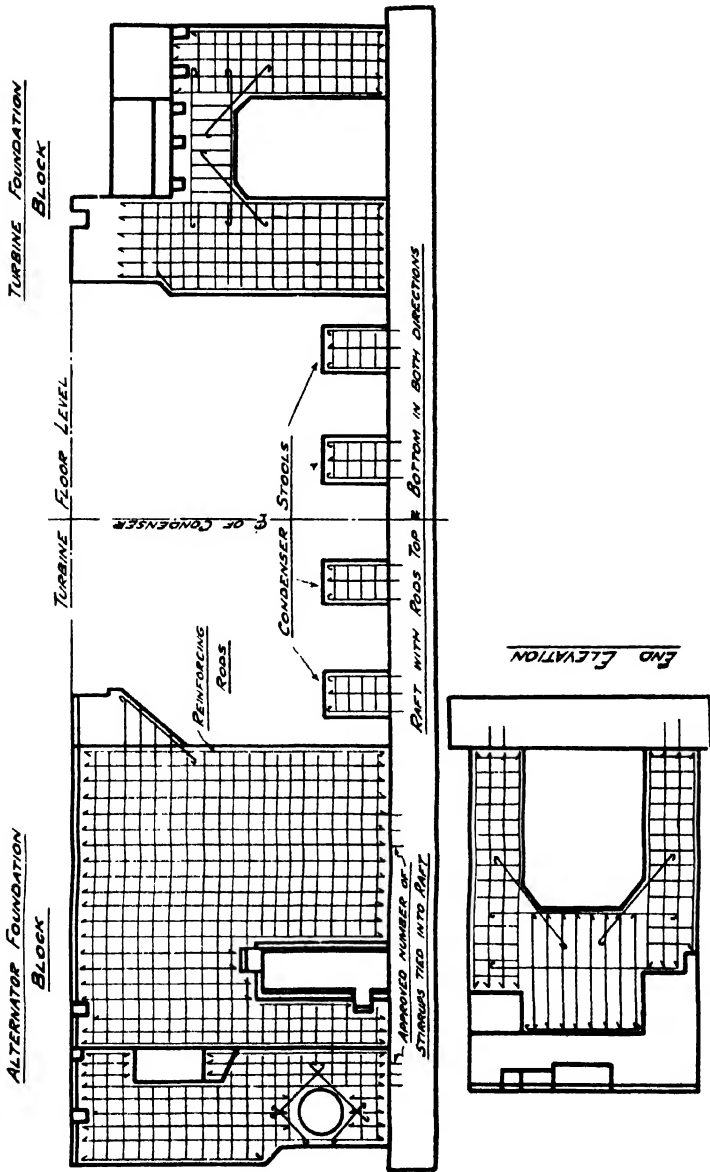 ALTERNATOR FOUNDATION
BLOCK
TURBINE FOUNDATION
BLOCK
TURBINE FLOOR LEVEL
REINFORCING
RODS
℄ OF CONDENSER
CONDENSER STOOLS
APPROVED NUMBER OF
STIRRUPS TIED INTO RAFT
RAFT WITH RODS TOP & BOTTOM IN BOTH DIRECTIONS
END ELEVATION